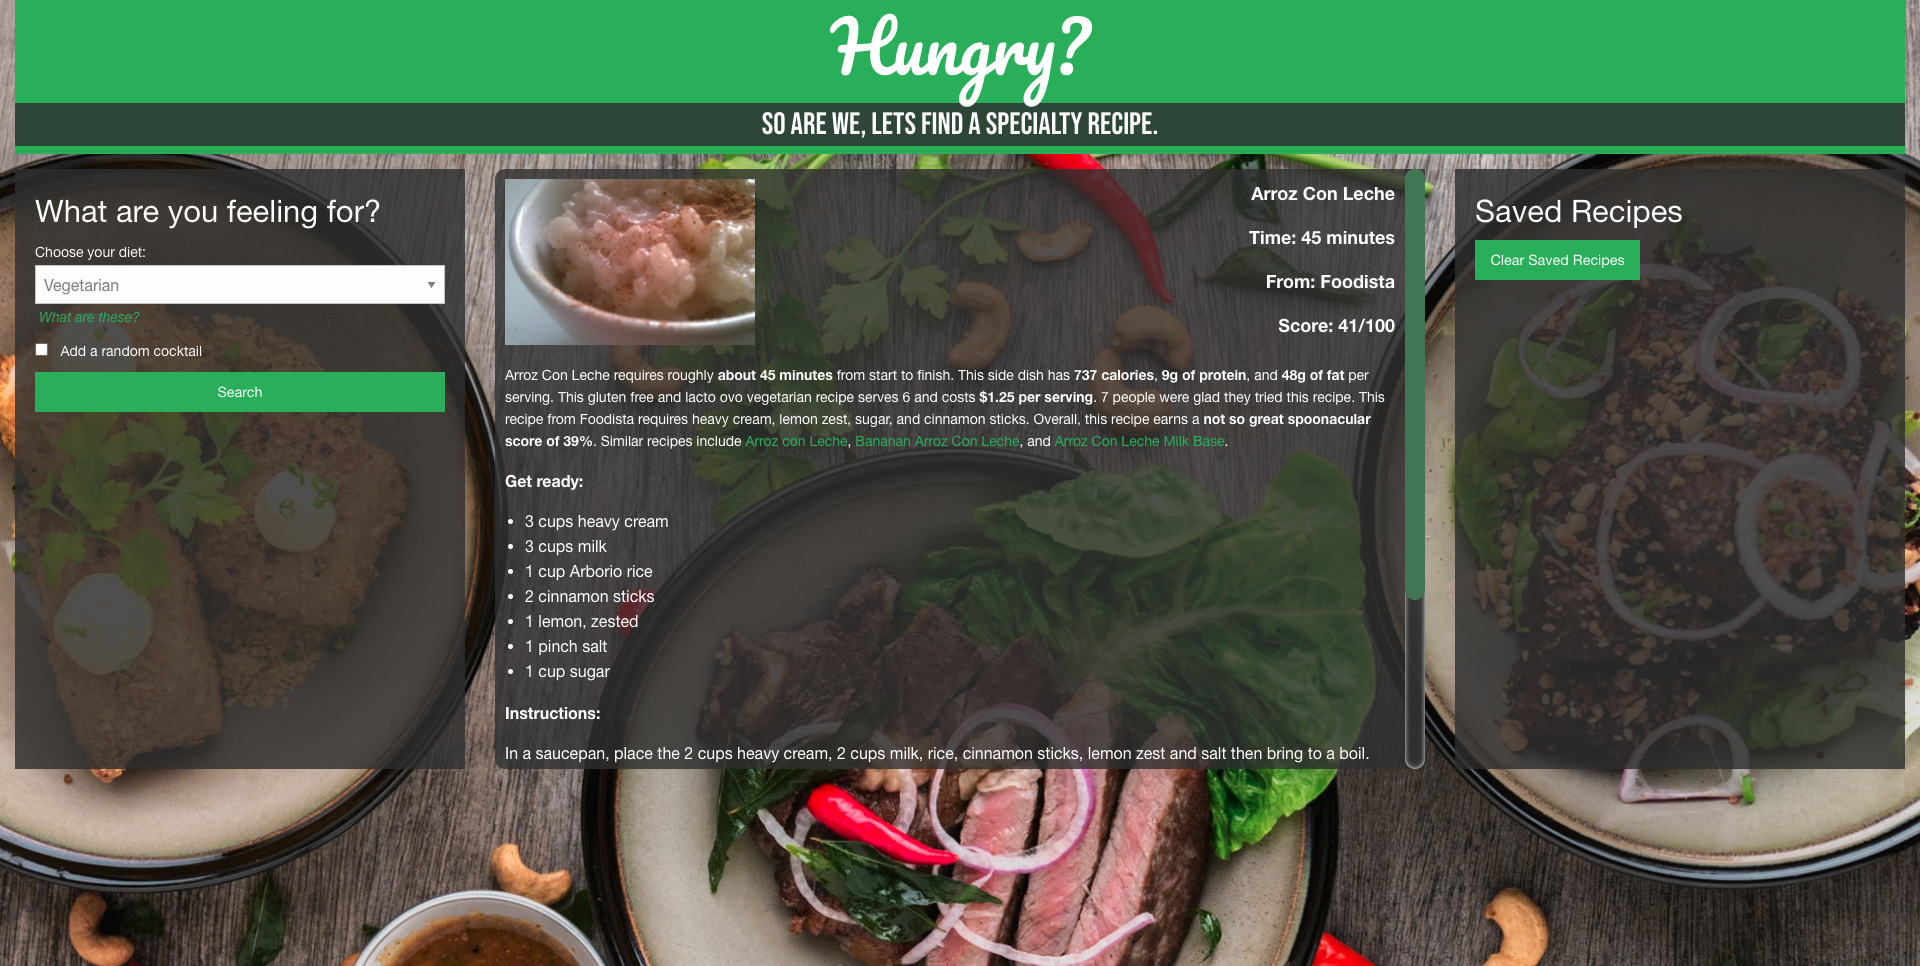 Hungry?
SO ARE WE, LETS FIND A SPECIALTY RECIPE.
What are you feeling for?
Choose your diet:
Vegetarian
What are these?
Add a random cocktail
Search
Arroz Con Leche
Time: 45 minutes
From: Foodista
Score: 41/100
Arroz Con Leche requires roughly about 45 minutes from start to finish. This side dish has 737 calories, 9g of protein, and 48g of fat per
serving. This gluten free and lacto ovo vegetarian recipe serves 6 and costs $1.25 per serving. 7 people were glad they tried this recipe. This
recipe from Foodista requires heavy cream, lemon zest, sugar, and cinnamon sticks. Overall, this recipe earns a not so great spoonacular
score of 39%. Similar recipes include Arroz con Leche, Bananan Arroz Con Leche, and Arroz Con Leche Milk Base.
Get ready:
• 3 cups heavy cream
• 3 cups milk
• 1 cup Arborio rice
• 2 cinnamon sticks
• 1 lemon, zested
• 1 pinch salt
• 1 cup sugar
Instructions:
In a saucepan, place the 2 cups heavy cream, 2 cups milk, rice, cinnamon sticks, lemon zest and salt then bring to a boil.
Saved Recipes
Clear Saved Recipes